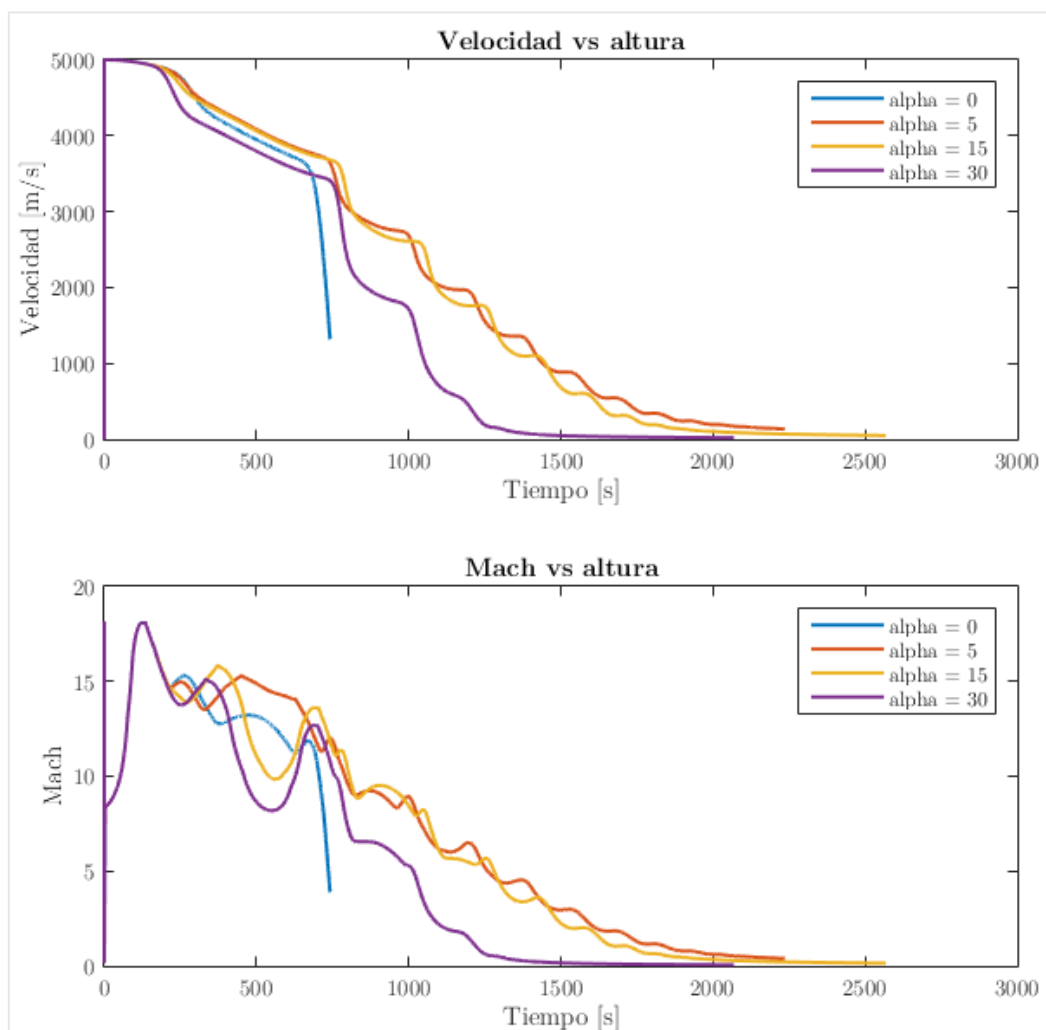 Velocidad vs altura
5000
4000
3000
2000
1000
0
Velocidad [m/s]
alpha = 0
alpha = 5
alpha = 15
alpha = 30
0 500 1000 1500 2000 2500 3000
Tiempo [s]
Mach vs altura
20
15
10
5
0
Mach
alpha = 0
alpha = 5
alpha = 15
alpha = 30
0 500 1000 1500 2000 2500 3000
Tiempo [s]